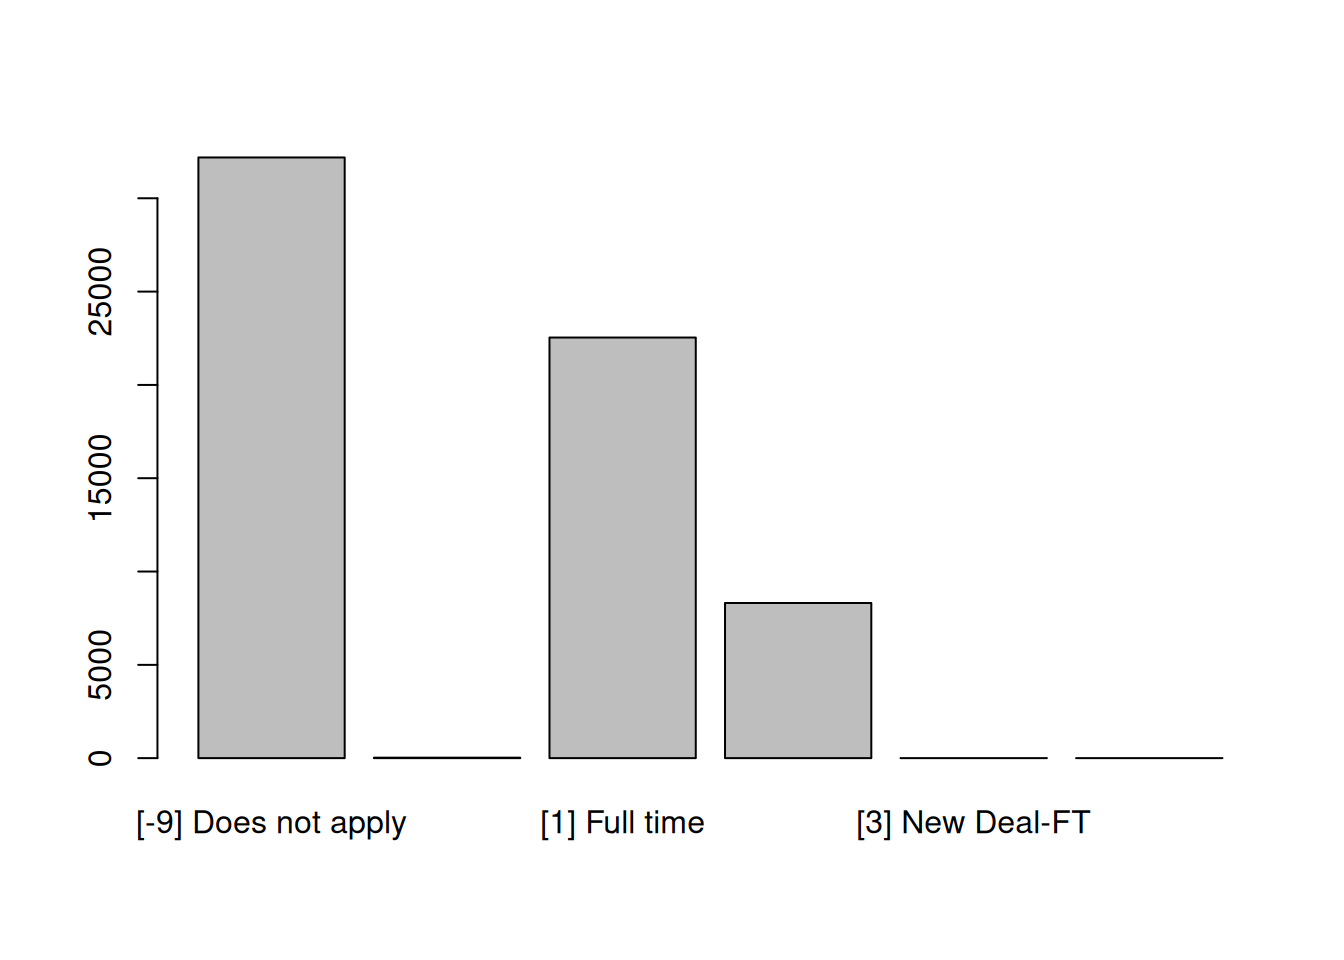 25000
15000
5000
0
[-9] Does not apply
[1] Full time
[3] New Deal-FT